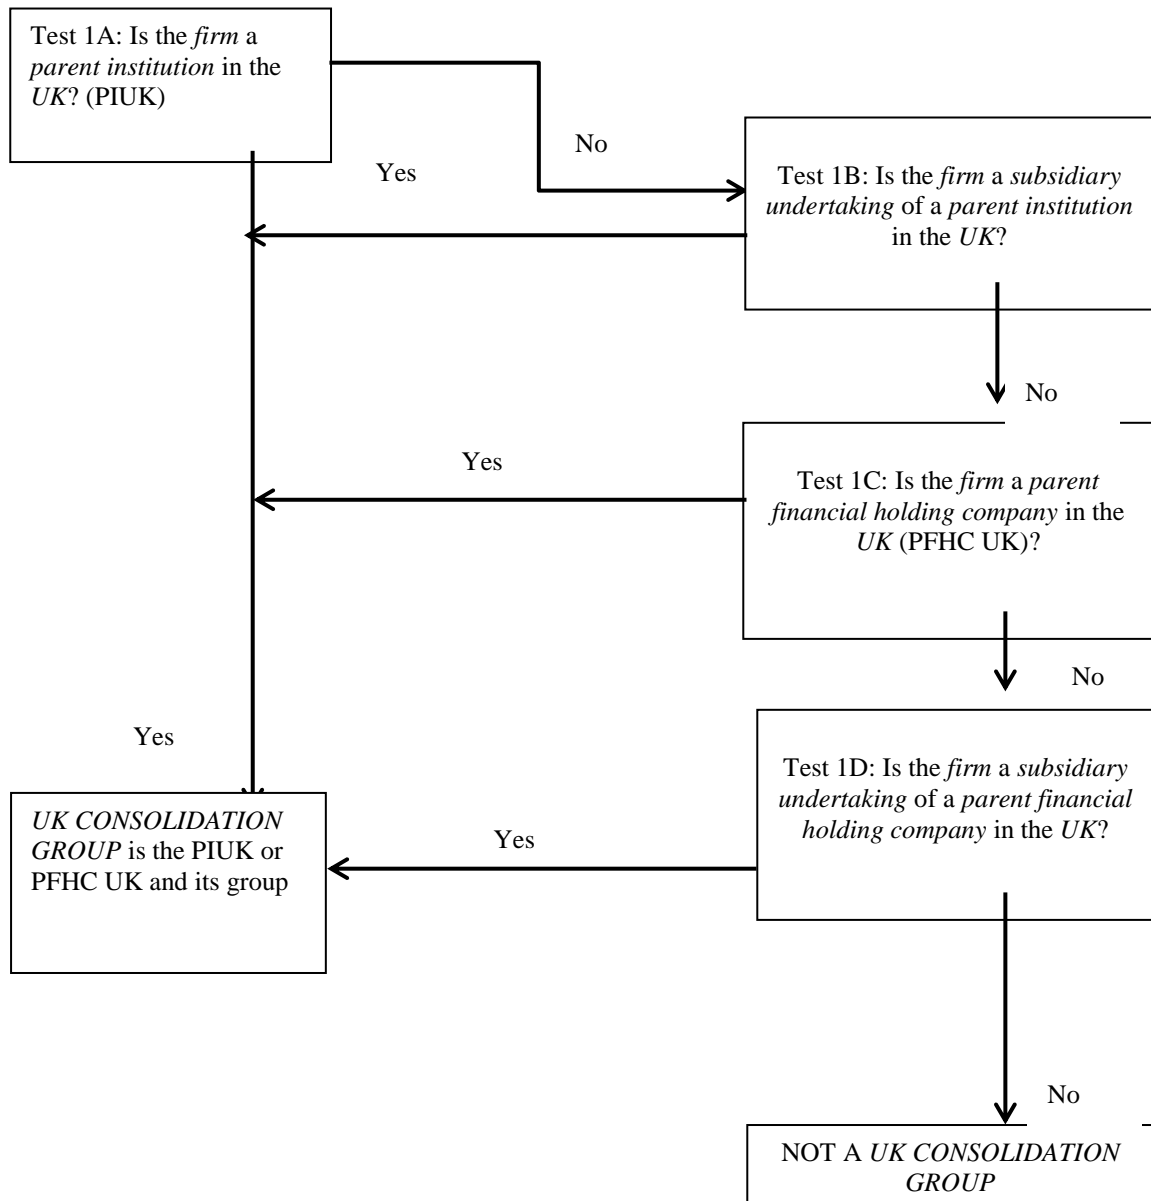 Test 1A: Is the firm a
parent institution in the
UK? (PIUK)
No
Yes
Test 1B: Is the firm a subsidiary
undertaking of a parent institution
in the UK?
No
Yes
Test 1C: Is the firm a parent
financial holding company in the
UK (PFHC UK)?
No
Yes
Test 1D: Is the firm a subsidiary
undertaking of a parent financial
holding company in the UK?
UK CONSOLIDATION
GROUP is the PIUK or
PFHC UK and its group
Yes
No
NOT A UK CONSOLIDATION
GROUP